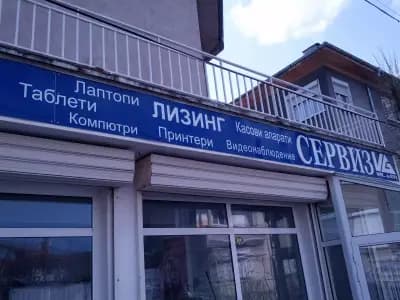 Лаптопи
Таблети
ЛИЗИНГ
Касови апарати
Компютри Принтери Видеонаблюдение
СЕРВИЗ